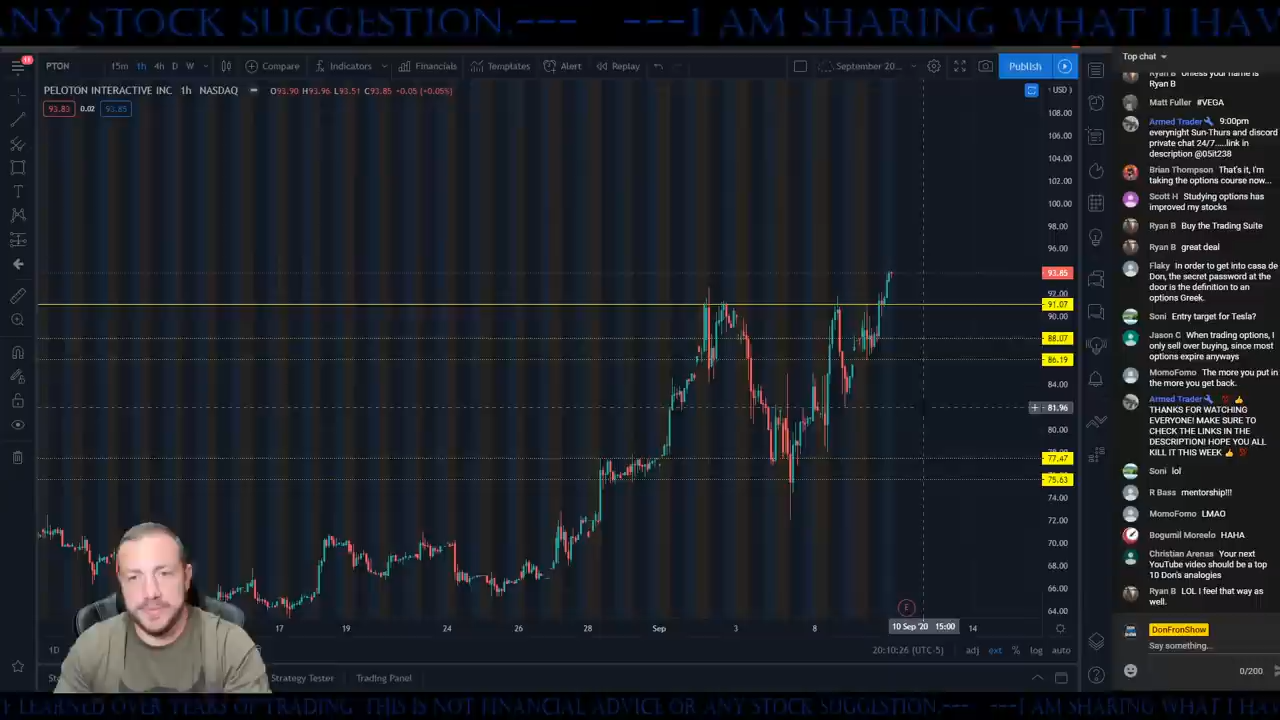 ANY STOCK SUGGESTION.--- ---I AM SHARING WHAT I HAV
11
PTON
15m 1h 4h D W
Compare
Indicators
Financials
Templates
Alert
Replay
September 20...
Publish
PELOTON INTERACTIVE INC 1h NASDAQ
O93.90 H93.96 L93.51 C93.85 +0.05 (+0.05%)
93.83 0.02 93.85
USD
108.00
106.00
104.00
102.00
100.00
98.00
96.00
93.85
92.00
91.07
90.00
88.07
86.19
84.00
81.96
80.00
77.47
75.63
74.00
72.00
70.00
68.00
66.00
64.00
E
17 19 24 26 28 Sep 3 8 10 Sep '20 15:00 14
1D
20:10:26 (UTC-5)
adj ext % log auto
Strategy Tester
Trading Panel
Top chat
Ryan B
Ryan B
Matt Fuller #VEGA
Armed Trader 9:00pm
everynight Sun-Thurs and discord
private chat 24/7.....link in
description @05it238
Brian Thompson That's it, I'm
taking the options course now...
Scott H Studying options has
improved my stocks
Ryan B Buy the Trading Suite
Ryan B great deal
Flaky In order to get into casa de
Don, the secret password at the
door is the definition to an
options Greek.
Soni Entry target for Tesla?
Jason C When trading options, I
only sell over buying, since most
options expire anyways
MomoFomo The more you put in
the more you get back.
Armed Trader 💯 👍
THANKS FOR WATCHING
EVERYONE! MAKE SURE TO
CHECK THE LINKS IN THE
DESCRIPTION! HOPE YOU ALL
KILL IT THIS WEEK 👍 💯
Soni lol
R Bass mentorship!!!
MomoFomo LMAO
Bogumil Moreelo HAHA
Christian Arenas Your next
YouTube video should be a top
10 Don's analogies
Ryan B LOL I feel that way as
well.
DonFronShow
Say something...
0/200
LEARNED OVER YEARS OF TRADING. THIS IS NOT FINANCIAL ADVICE OR ANY STOCK SUGGESTION.--- ---I AM SHARING WHAT I HAVE